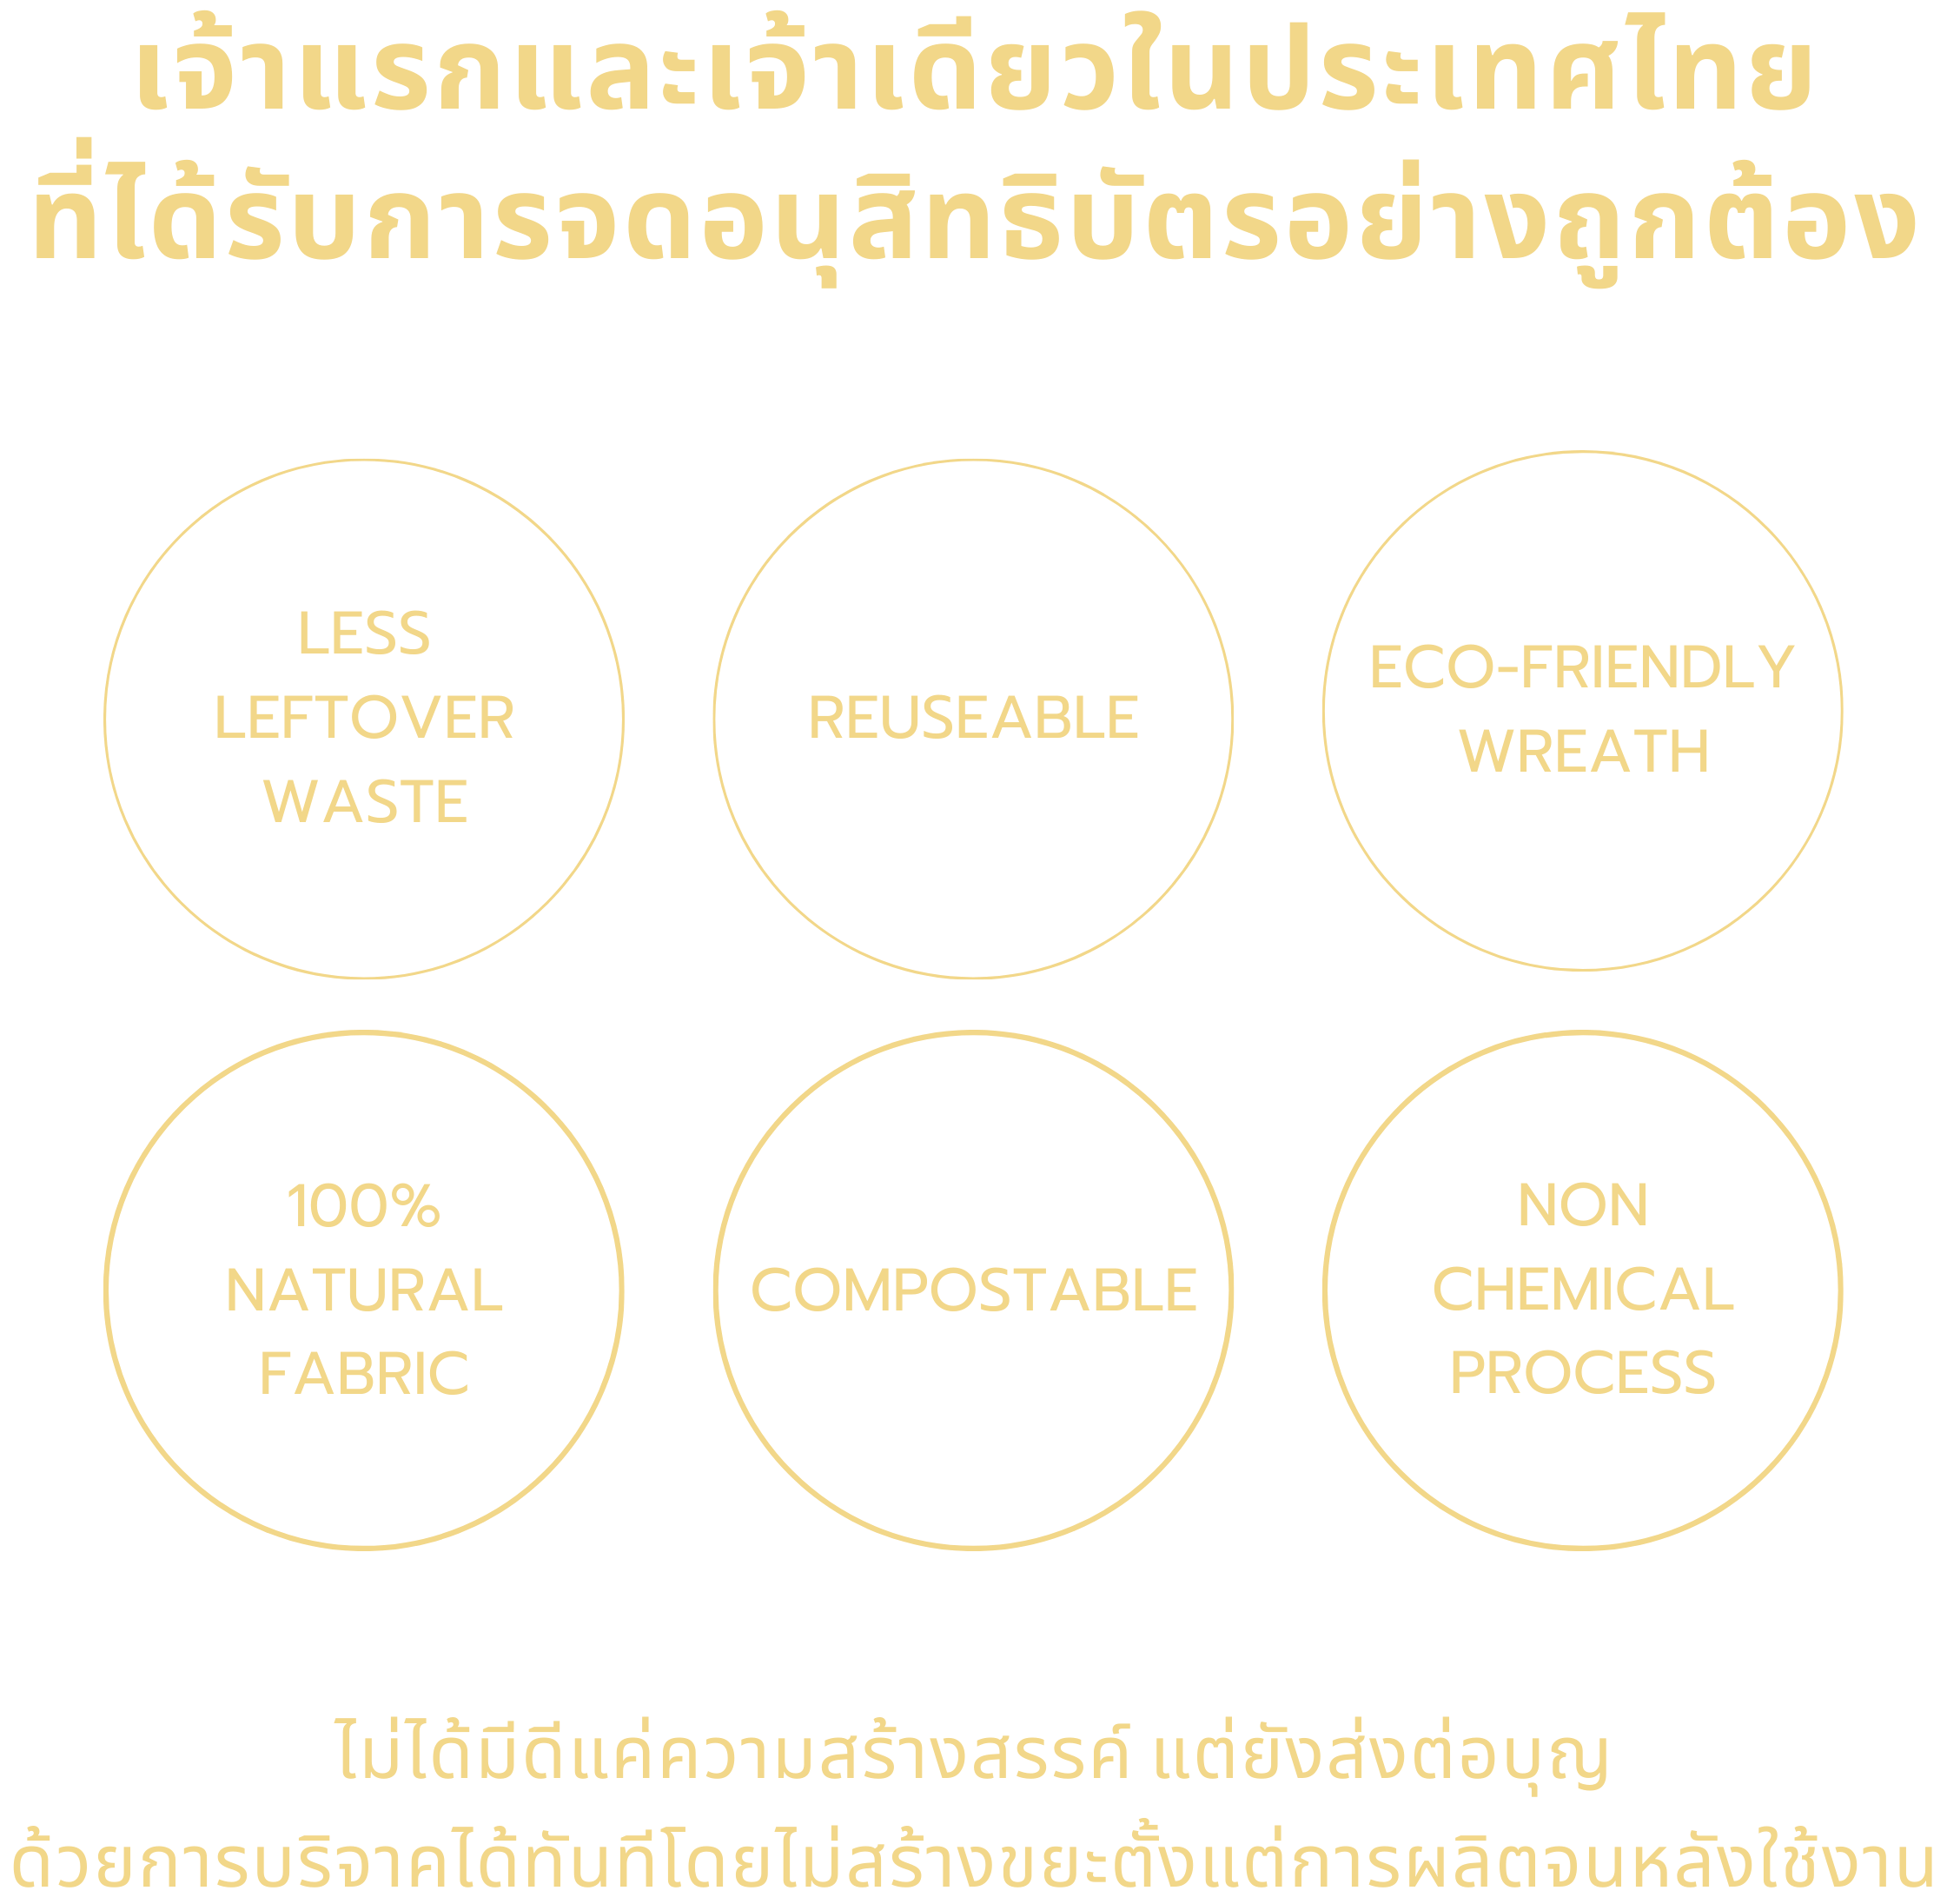 เจ้าแรกและเจ้าเดียวในประเทศไทย
ที่ได้รับการจดอนุสิทธิบัตรอย่างถูกต้อง
LESS
LEFTOVER
WASTE
REUSEABLE
ECO-FRIENDLY
WREATH
100%
NATURAL
FABRIC
COMPOSTABLE
NON
CHEMICAL
PROCESS
ไม่ได้มีดีแค่ความสร้างสรรค์ แต่ยังส่งต่อบุญ
ด้วยการบริจาคได้ทันทีโดยไม่สร้างขยะตั้งแต่การผลิตจนหลังใช้งาน